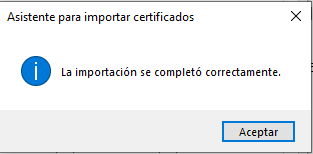 Asistente para importar certificados
La importación se completó correctamente.
Aceptar